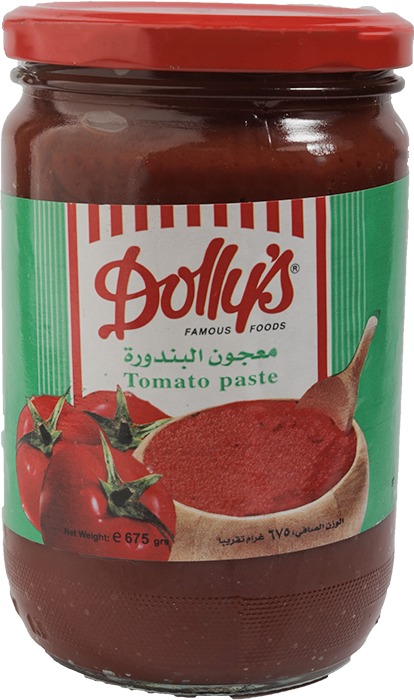 Dolly's®
FAMOUS FOODS
معجون البندورة
Tomato paste
Net Weight: e 675 grs
الوزن الصافي: ٦٧٥ غرام تقريبا